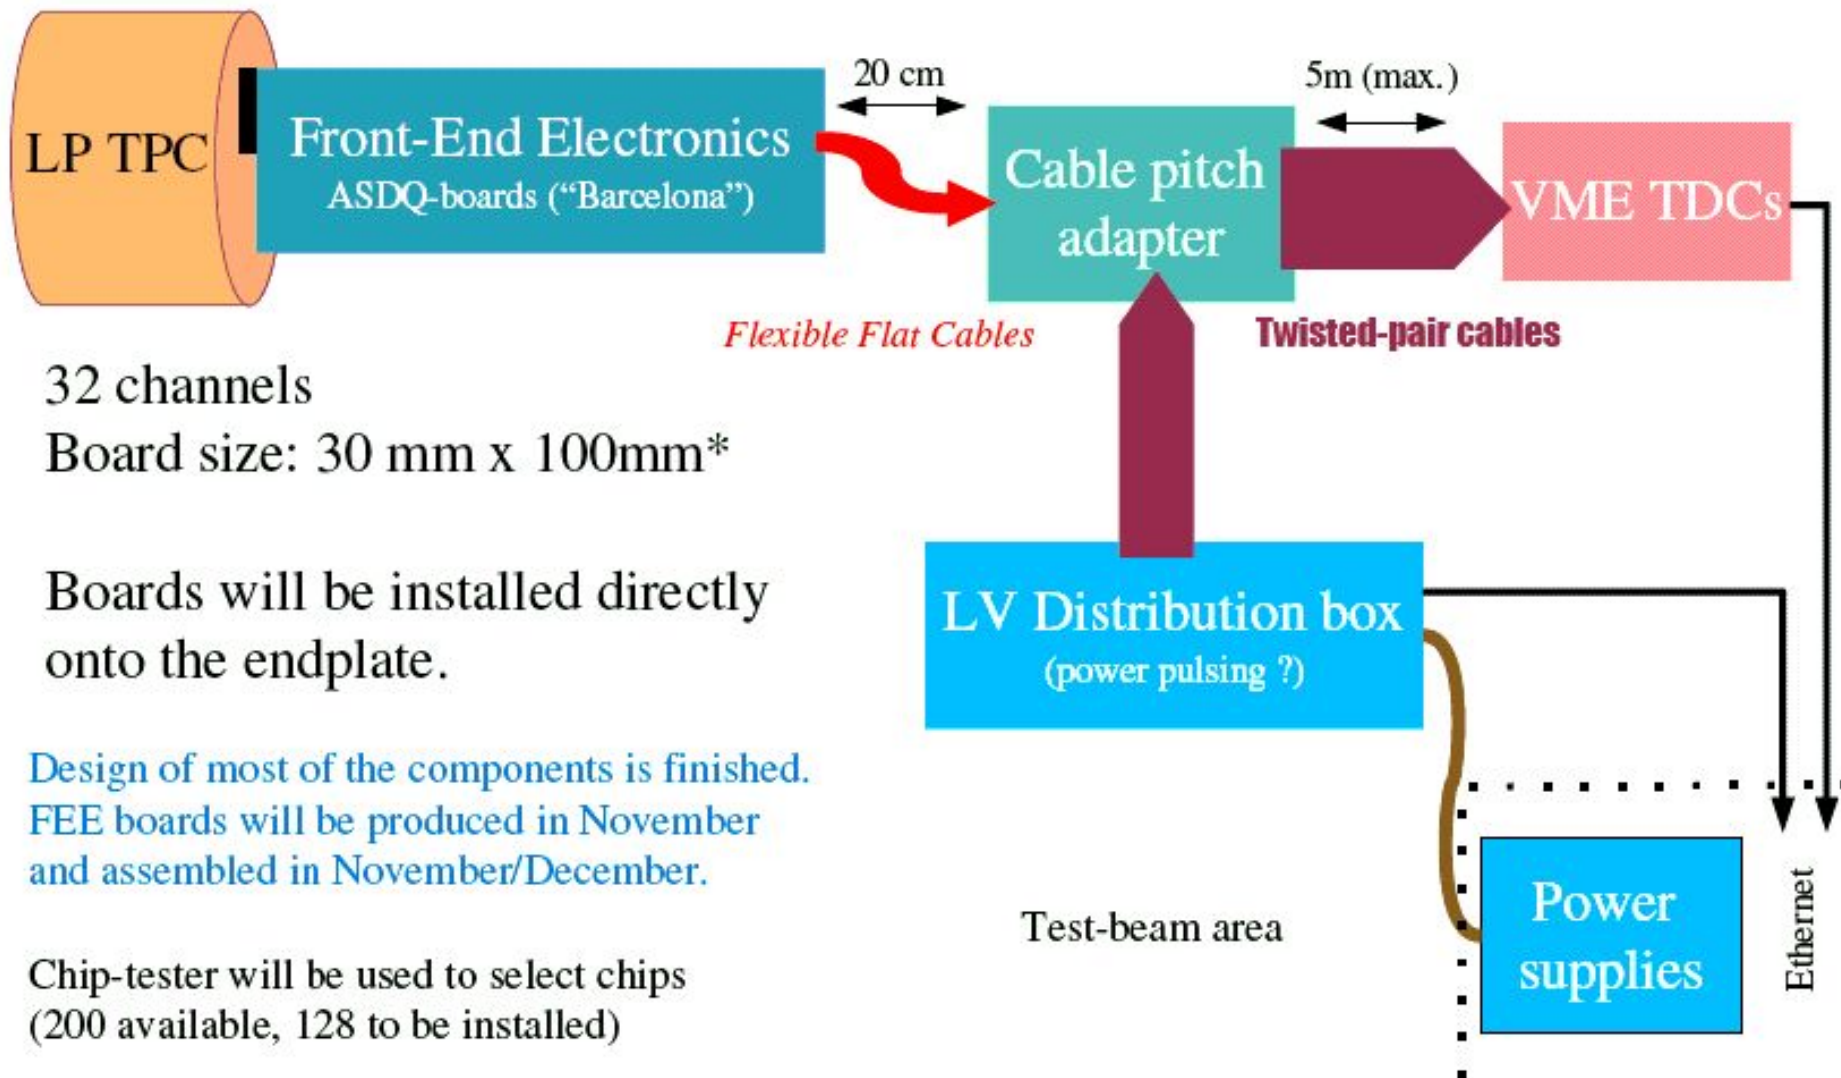 20 cm
5m (max.)
LP TPC
Front-End Electronics
ASDQ-boards (“Barcelona”)
Cable pitch
adapter
VME TDCs
Flexible Flat Cables
Twisted-pair cables
32 channels
Board size: 30 mm x 100mm*
Boards will be installed directly
onto the endplate.
LV Distribution box
(power pulsing ?)
Design of most of the components is finished.
FEE boards will be produced in November
and assembled in November/December.
Test-beam area
Power
supplies
Ethernet
Chip-tester will be used to select chips
(200 available, 128 to be installed)